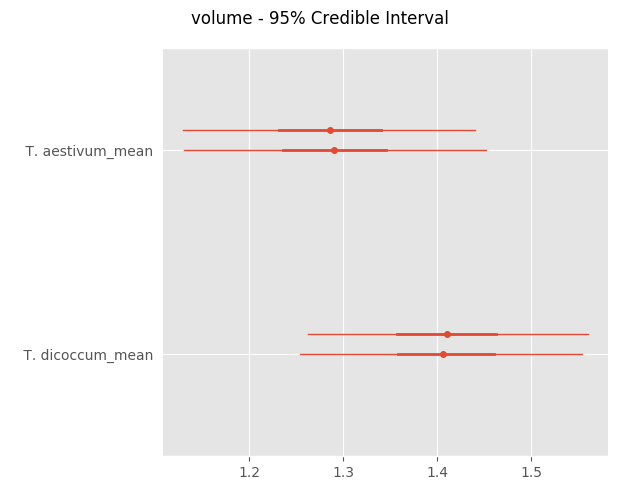 volume - 95% Credible Interval
T. aestivum_mean
T. dicoccum_mean
1.2 1.3 1.4 1.5